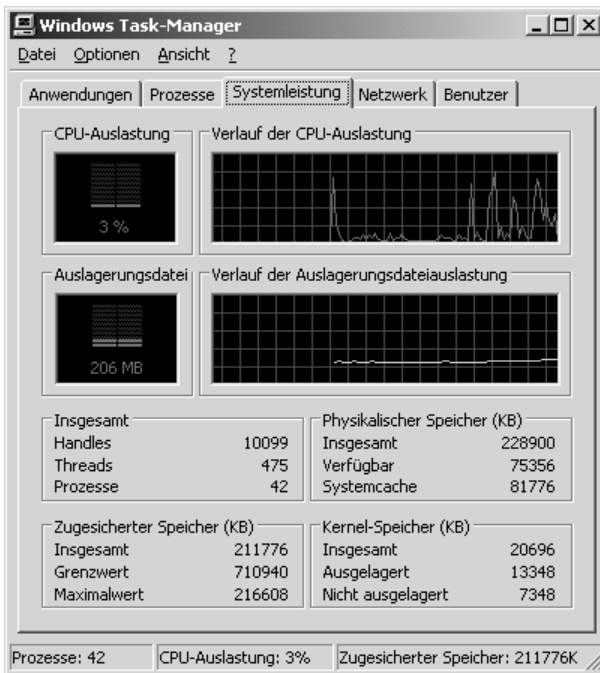 Windows Task-Manager
Datei Optionen Ansicht ?
Anwendungen Prozesse Systemleistung Netzwerk Benutzer
CPU-Auslastung
3 %
Verlauf der CPU-Auslastung
Auslagerungsdatei
206 MB
Verlauf der Auslagerungsdateiauslastung
Insgesamt
Handles 10099
Threads 475
Prozesse 42
Physikalischer Speicher (KB)
Insgesamt 228900
Verfügbar 75356
Systemcache 81776
Zugesicherter Speicher (KB)
Insgesamt 211776
Grenzwert 710940
Maximalwert 216608
Kernel-Speicher (KB)
Insgesamt 20696
Ausgelagert 13348
Nicht ausgelagert 7348
Prozesse: 42 CPU-Auslastung: 3% Zugesicherter Speicher: 211776K